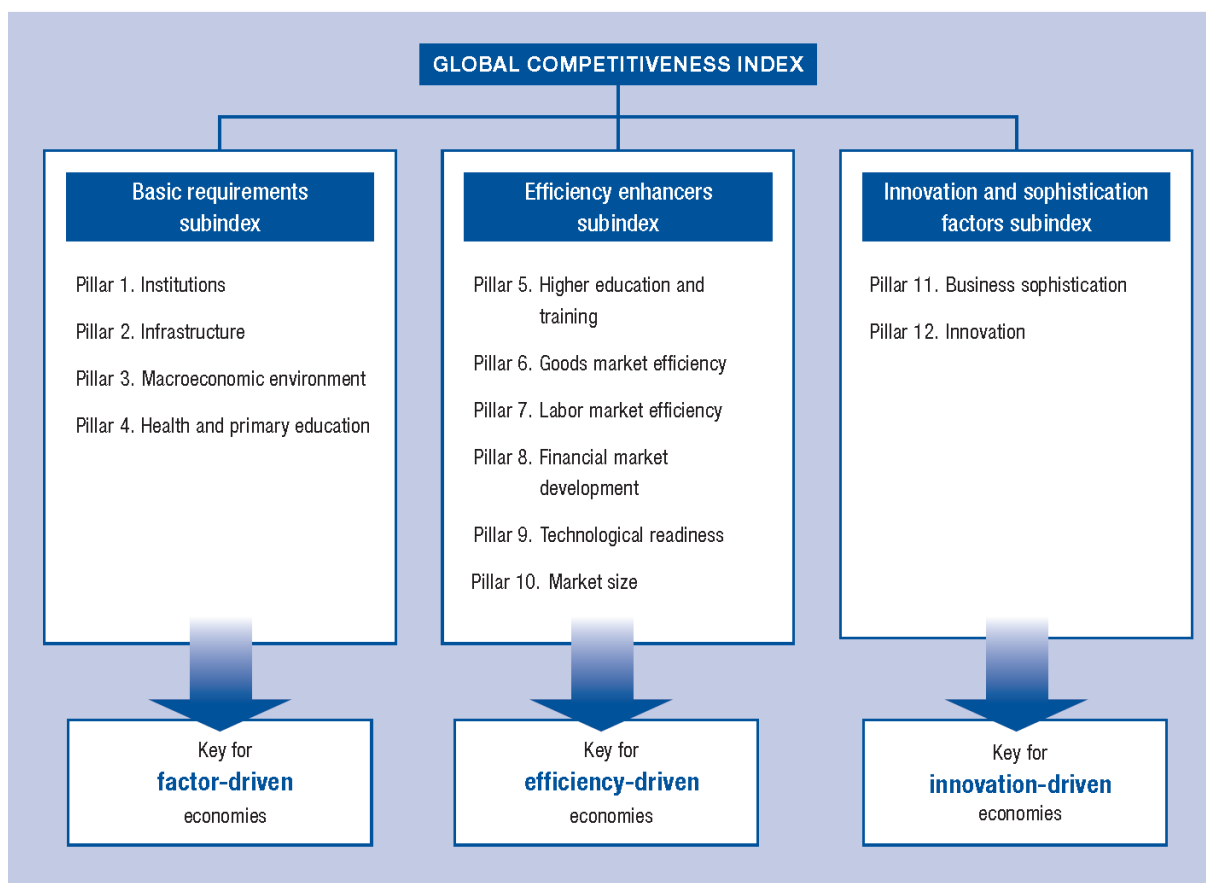 GLOBAL COMPETITIVENESS INDEX
Basic requirements
subindex
Pillar 1. Institutions
Pillar 2. Infrastructure
Pillar 3. Macroeconomic environment
Pillar 4. Health and primary education
Key for
factor-driven
economies
Efficiency enhancers
subindex
Pillar 5. Higher education and
training
Pillar 6. Goods market efficiency
Pillar 7. Labor market efficiency
Pillar 8. Financial market
development
Pillar 9. Technological readiness
Pillar 10. Market size
Key for
efficiency-driven
economies
Innovation and sophistication
factors subindex
Pillar 11. Business sophistication
Pillar 12. Innovation
Key for
innovation-driven
economies